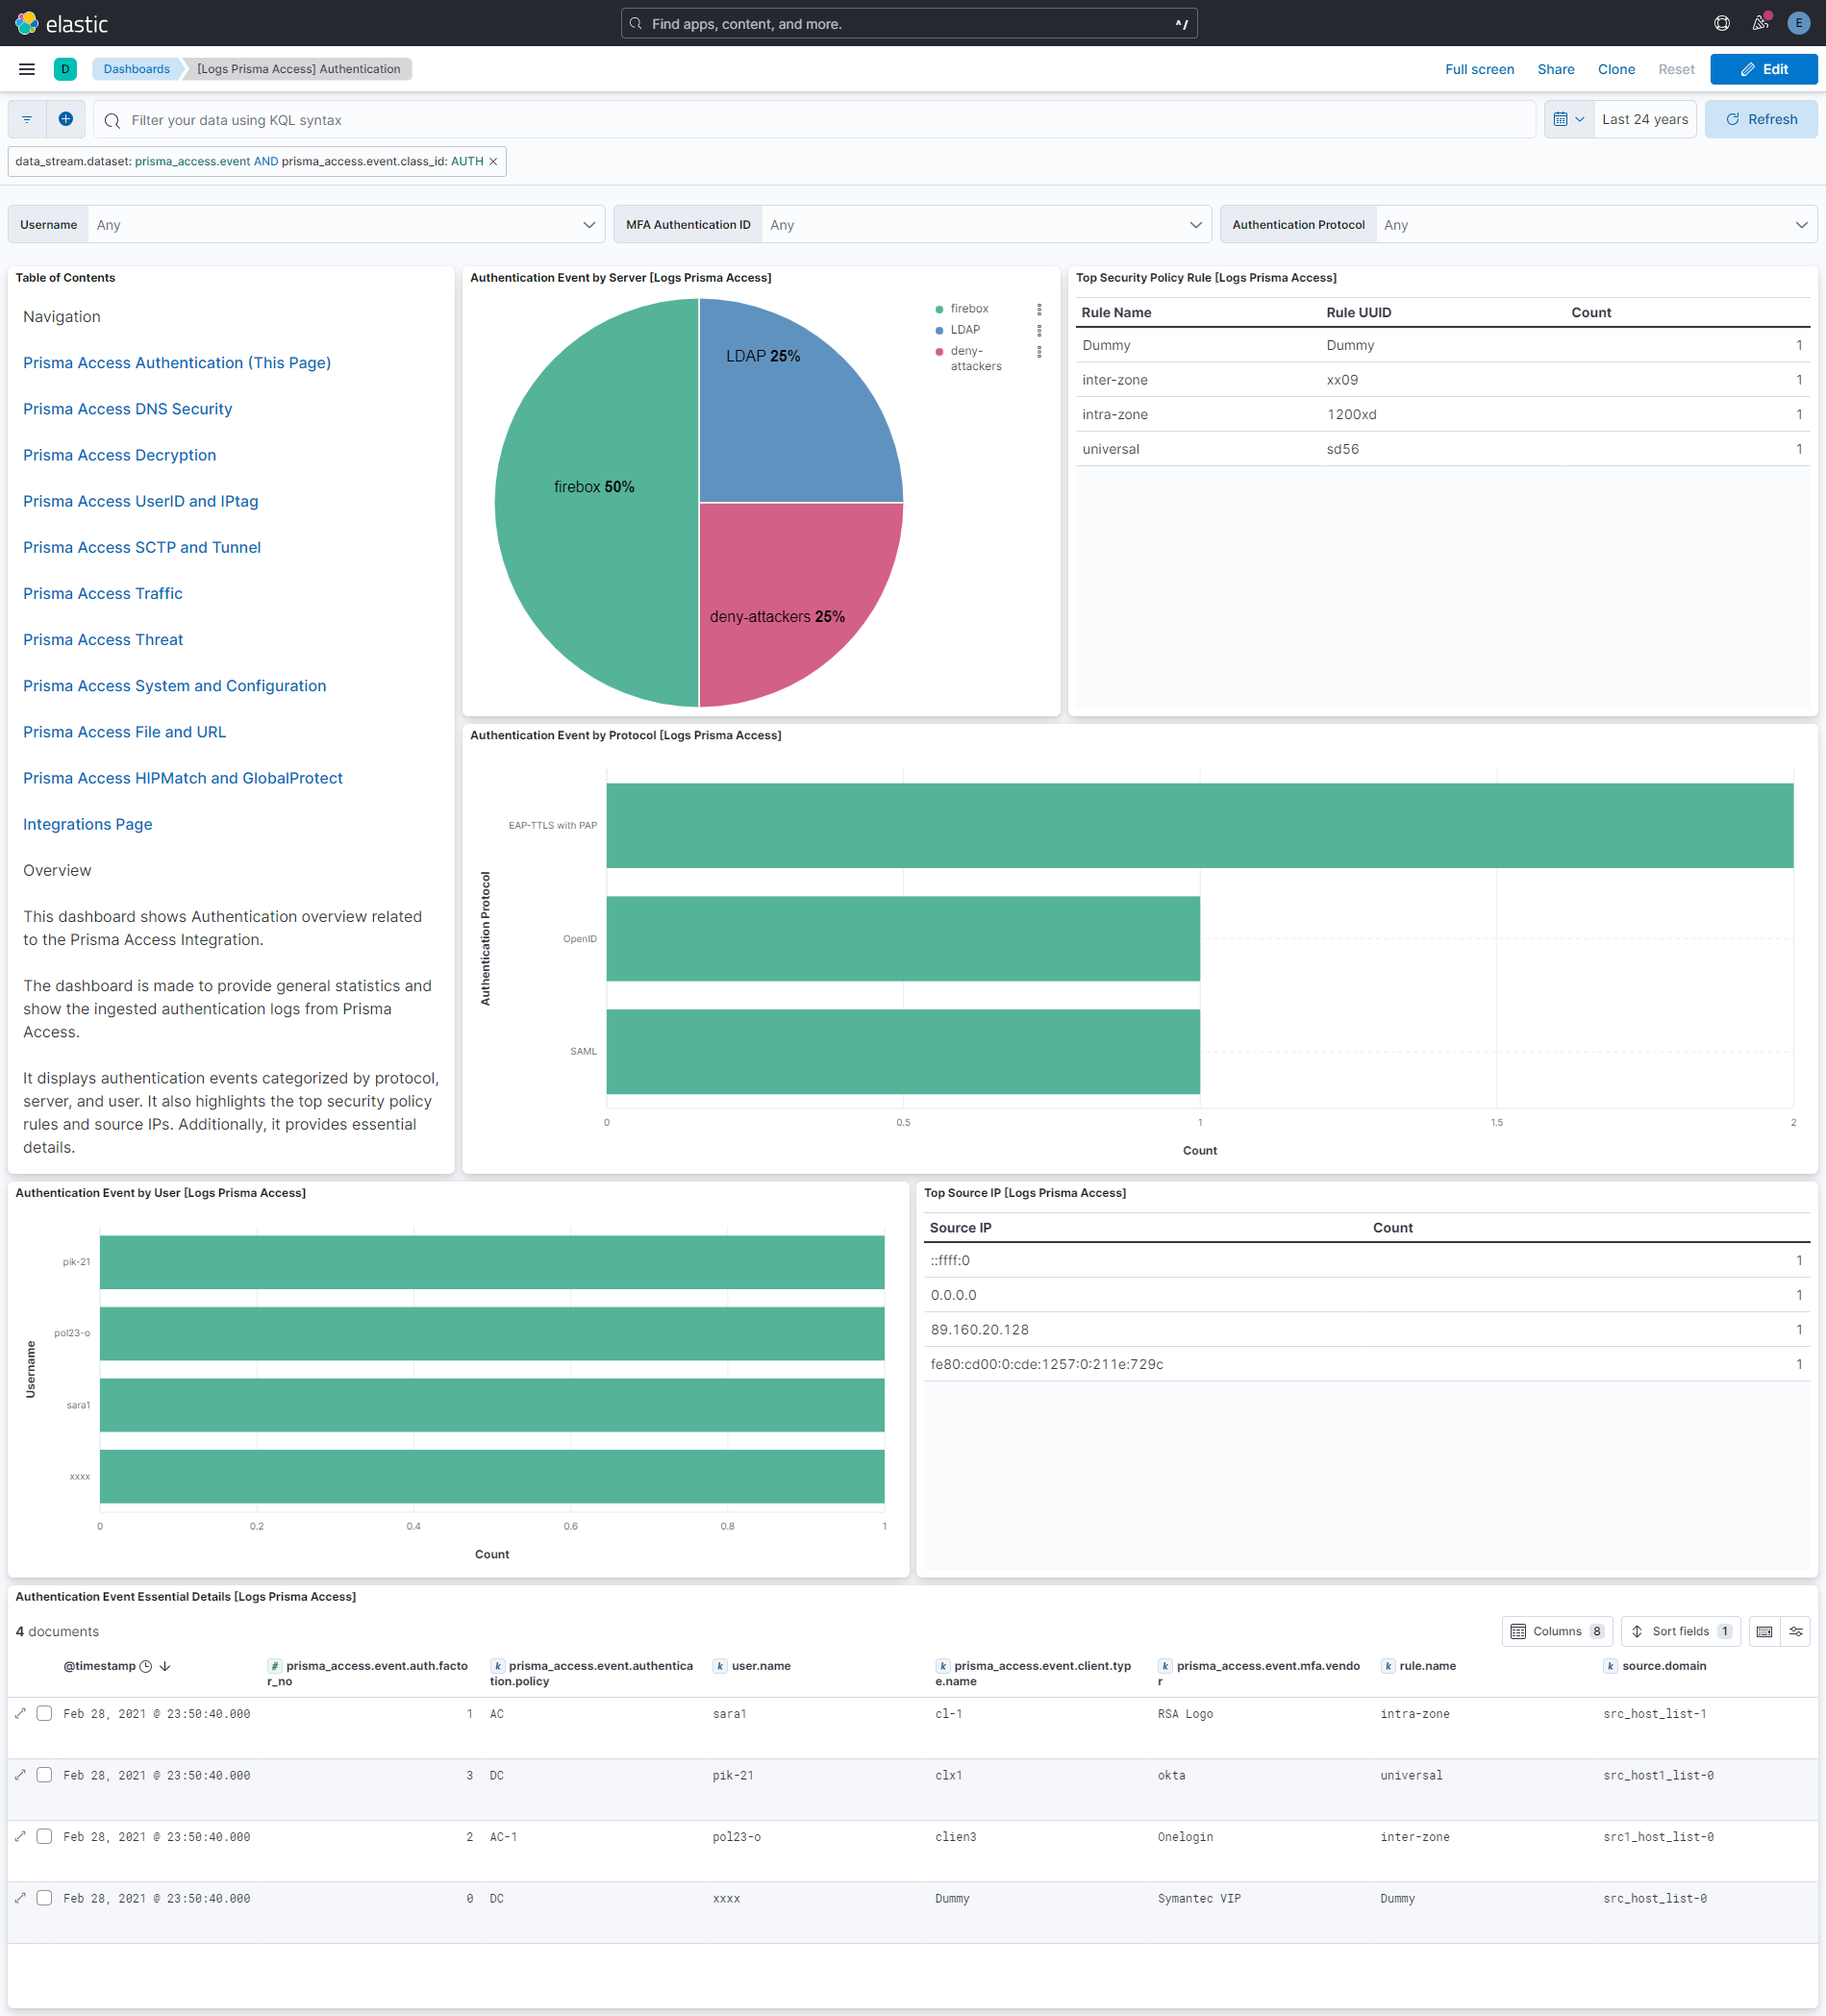 elastic
Find apps, content, and more.
^/
E
D
Dashboards
[Logs Prisma Access] Authentication
Full screen
Share
Clone
Reset
Edit
Filter your data using KQL syntax
Last 24 years
Refresh
data_stream.dataset: prisma_access.event AND prisma_access.event.class_id: AUTH
Username
Any
MFA Authentication ID
Any
Authentication Protocol
Any
Table of Contents
Navigation
Prisma Access Authentication (This Page)
Prisma Access DNS Security
Prisma Access Decryption
Prisma Access UserID and IPtag
Prisma Access SCTP and Tunnel
Prisma Access Traffic
Prisma Access Threat
Prisma Access System and Configuration
Prisma Access File and URL
Prisma Access HIPMatch and GlobalProtect
Integrations Page
Overview
This dashboard shows Authentication overview related
to the Prisma Access Integration.
The dashboard is made to provide general statistics and
show the ingested authentication logs from Prisma
Access.
It displays authentication events categorized by protocol,
server, and user. It also highlights the top security policy
rules and source IPs. Additionally, it provides essential
details.
Authentication Event by Server [Logs Prisma Access]
LDAP 25%
firebox 50%
deny-attackers 25%
firebox
LDAP
deny-
attackers
Top Security Policy Rule [Logs Prisma Access]
Rule Name Rule UUID Count
Dummy Dummy 1
inter-zone xx09 1
intra-zone 1200xd 1
universal sd56 1
Authentication Event by Protocol [Logs Prisma Access]
Authentication Protocol
EAP-TTLS with PAP
OpenID
SAML
0 0.5 1 1.5 2
Count
Authentication Event by User [Logs Prisma Access]
Username
pik-21
pol23-o
sara1
xxxx
0 0.2 0.4 0.6 0.8 1
Count
Top Source IP [Logs Prisma Access]
Source IP Count
::ffff:0 1
0.0.0.0 1
89.160.20.128 1
fe80:cd00:0:cde:1257:0:211e:729c 1
Authentication Event Essential Details [Logs Prisma Access]
4 documents
Columns 8
Sort fields 1
@timestamp
# prisma_access.event.auth.facto
r_no
k prisma_access.event.authentica
tion.policy
k user.name
k prisma_access.event.client.typ
e.name
k prisma_access.event.mfa.vendo
r
k rule.name
k source.domain
Feb 28, 2021 @ 23:50:40.000 1 AC sara1 cl-1 RSA Logo intra-zone src_host_list-1
Feb 28, 2021 @ 23:50:40.000 3 DC pik-21 clx1 okta universal src_host1_list-0
Feb 28, 2021 @ 23:50:40.000 2 AC-1 pol23-o clien3 Onelogin inter-zone src1_host_list-0
Feb 28, 2021 @ 23:50:40.000 0 DC xxxx Dummy Symantec VIP Dummy src_host_list-0